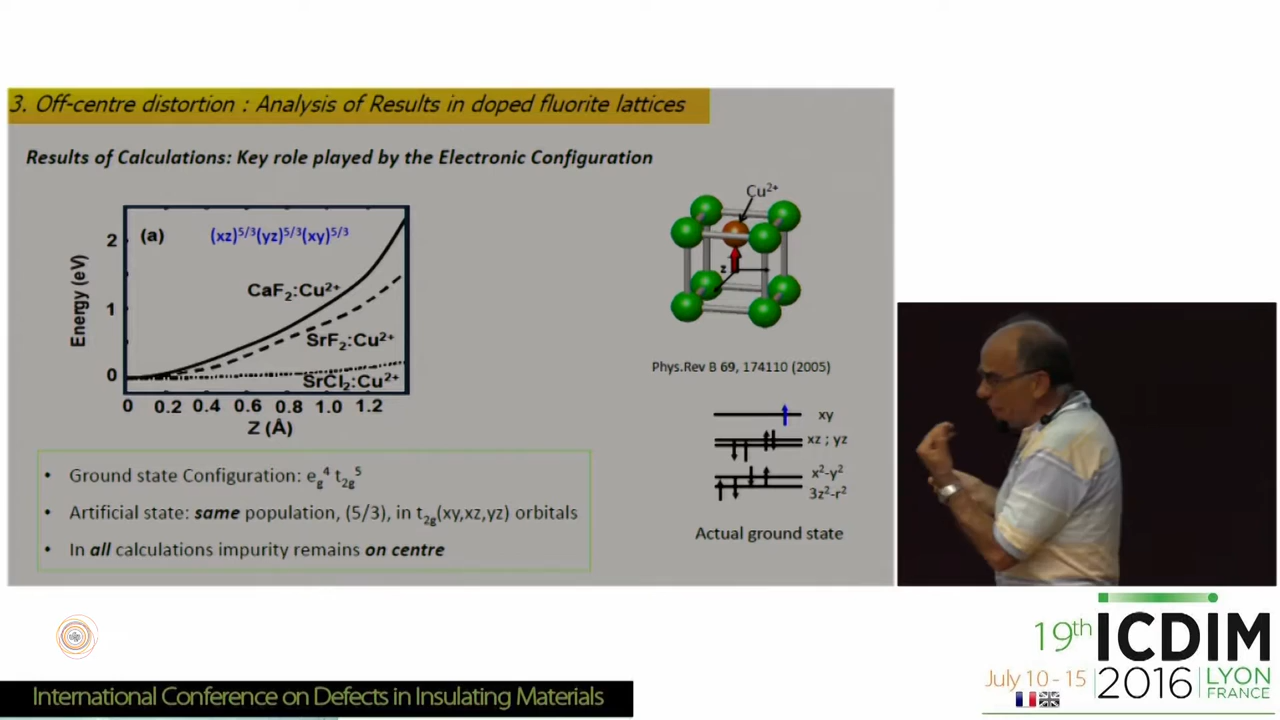 3. Off-centre distortion : Analysis of Results in doped fluorite lattices
Results of Calculations: Key role played by the Electronic Configuration
(a)
(xz)5/3(yz)5/3(xy)5/3
CaF2:Cu2+
SrF2:Cu2+
SrCl2:Cu2+
Energy (eV)
2
1
0
0 0.2 0.4 0.6 0.8 1.0 1.2
Z (Å)
Cu2+
z
Phys.Rev B 69, 174110 (2005)
xy
xz ; yz
x2-y2
3z2-r2
Actual ground state
• Ground state Configuration: eg4 t2g5
• Artificial state: same population, (5/3), in t2g(xy,xz,yz) orbitals
• In all calculations impurity remains on centre
19th ICDIM
July 10 - 15 2016 LYON
FRANCE
International Conference on Defects in Insulating Materials